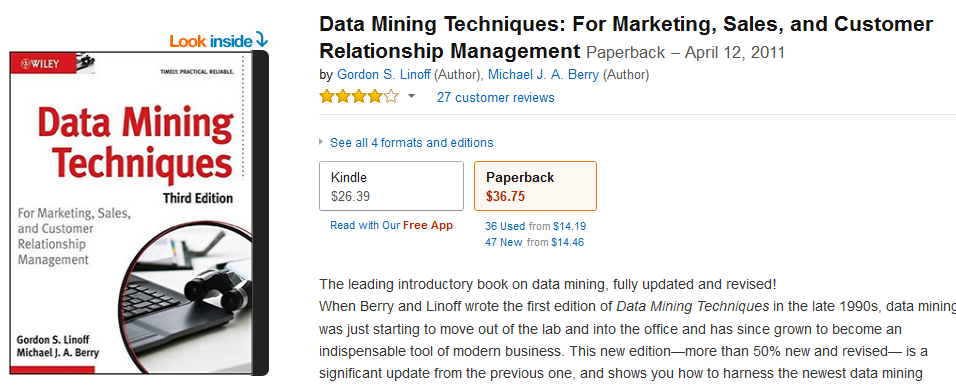 Look inside
WILEY
TIMELY. PRACTICAL. RELIABLE.
Data Mining
Techniques
Third Edition
For Marketing, Sales,
and Customer
Relationship
Management
Gordon S. Linoff
Michael J. A. Berry
Data Mining Techniques: For Marketing, Sales, and Customer
Relationship Management Paperback – April 12, 2011
by Gordon S. Linoff (Author), Michael J. A. Berry (Author)
27 customer reviews
See all 4 formats and editions
Kindle
$26.39
Paperback
$36.75
Read with Our Free App
36 Used from $14.19
47 New from $14.46
The leading introductory book on data mining, fully updated and revised!
When Berry and Linoff wrote the first edition of Data Mining Techniques in the late 1990s, data mining
was just starting to move out of the lab and into the office and has since grown to become an
indispensable tool of modern business. This new edition—more than 50% new and revised— is a
significant update from the previous one, and shows you how to harness the newest data mining